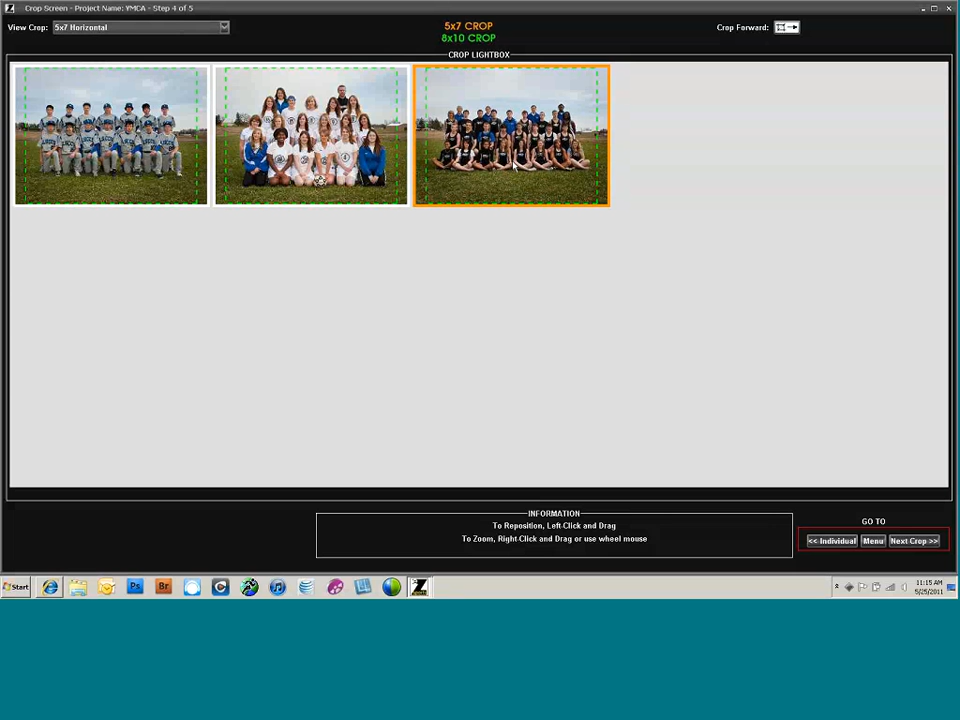 Crop Screen - Project Name: YMCA - Step 4 of 5
View Crop: 5x7 Horizontal
5x7 CROP
8x10 CROP
Crop Forward:
CROP LIGHTBOX
INFORMATION
To Reposition, Left-Click and Drag
To Zoom, Right-Click and Drag or use wheel mouse
GO TO
<< Individual
Menu
Next Crop >>
Start
Ps
Br
11:15 AM
5/25/2011